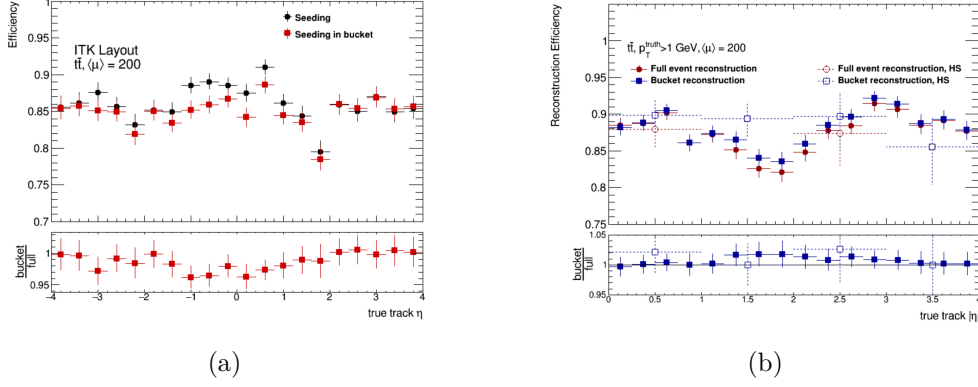 Efficiency
1
0.95
0.9
0.85
0.8
0.75
0.7
ITK Layout
tt̄, ⟨μ⟩ = 200
Seeding
Seeding in bucket
bucket
full
1
0.95
−4 −3 −2 −1 0 1 2 3 4
true track η
(a)
Reconstruction Efficiency
1
0.95
0.9
0.85
0.8
0.75
tt̄, p_T^truth>1 GeV,⟨μ⟩ = 200
Full event reconstruction
Full event reconstruction, HS
Bucket reconstruction
Bucket reconstruction, HS
bucket
full
1.05
1
0.95
0 0.5 1 1.5 2 2.5 3 3.5 4
true track |η|
(b)